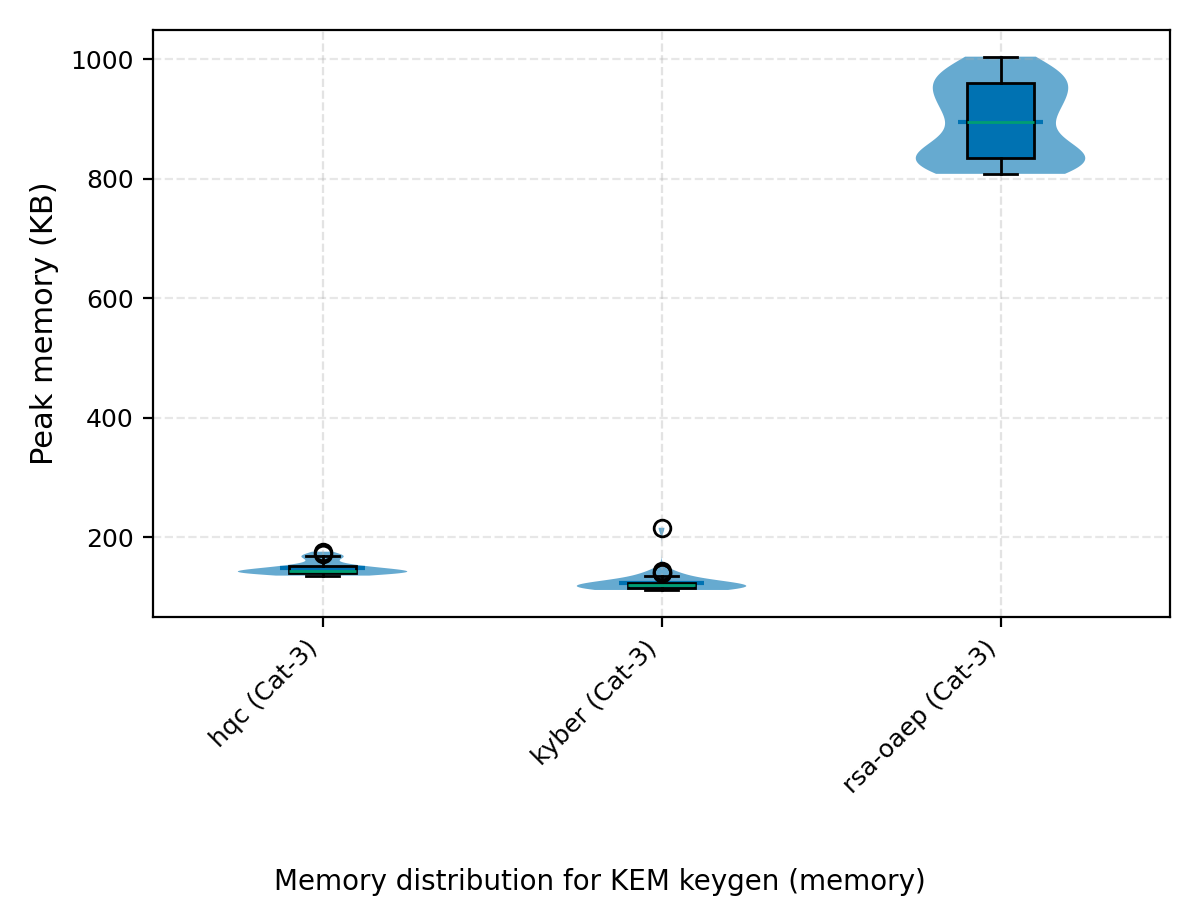 1000
800
600
400
200
Peak memory (KB)
hqc (Cat-3)
kyber (Cat-3)
rsa-oaep (Cat-3)
Memory distribution for KEM keygen (memory)